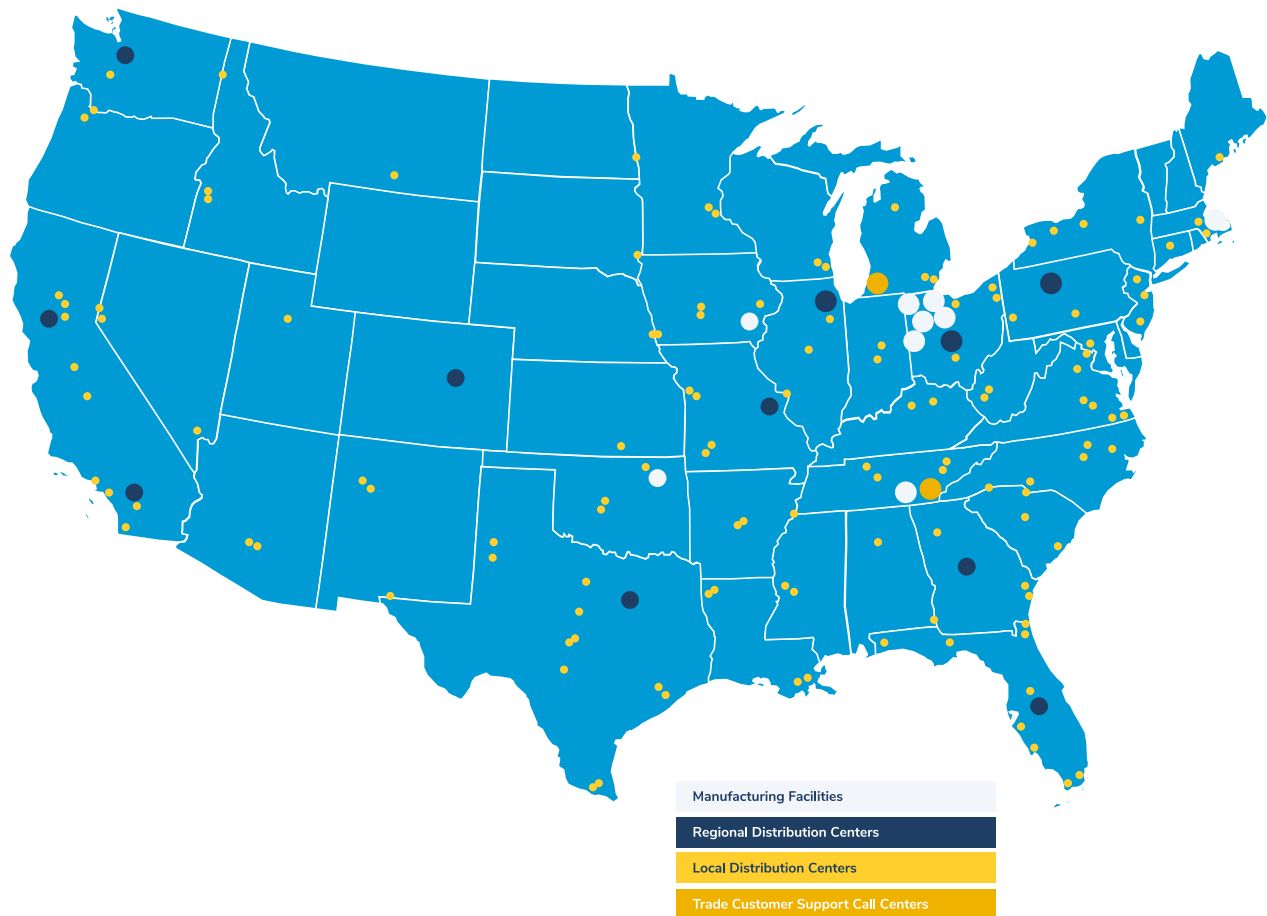 Manufacturing Facilities
Regional Distribution Centers
Local Distribution Centers
Trade Customer Support Call Centers